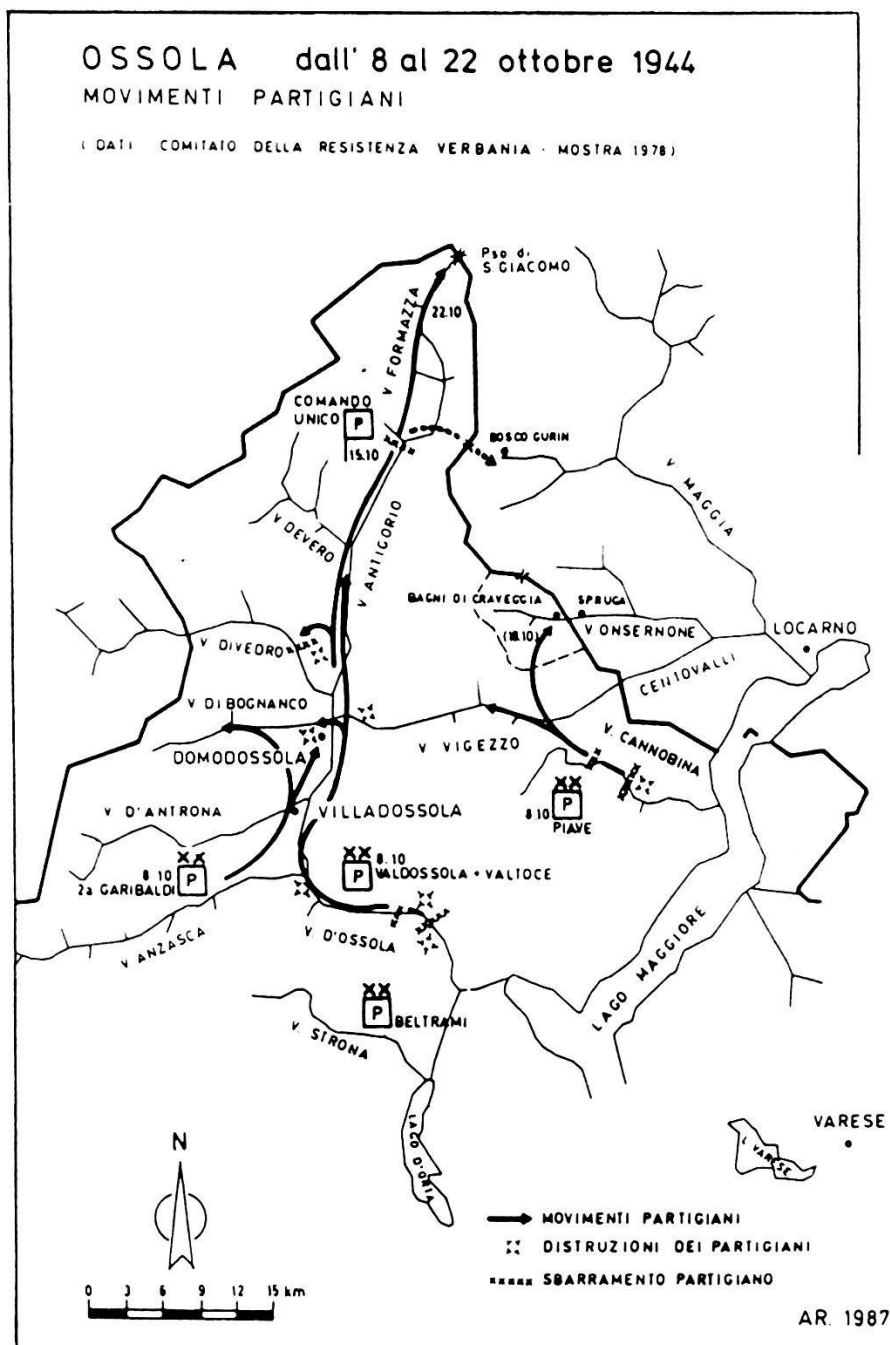 OSSOLA dall' 8 al 22 ottobre 1944
MOVIMENTI PARTIGIANI
( DATI COMITATO DELLA RESISTENZA VERBANIA - MOSTRA 1978)
Pso di
S. GIACOMO
22.10
V FORMAZZA
COMANDO
UNICO
P
15.10
BOSCO GURIN
V MAGGIA
V DEVERO
V ANTIGORIO
BAGNI DI CRAVEGGIA
SPRUGA
(18.10)
V ONSERNONE
LOCARNO
V DIVEDRO
CENTOVALLI
V DI BOGNANCO
V. CANNOBINA
DOMODOSSOLA
V VIGEZZO
V D'ANTRONA
VILLADOSSOLA
8.10
P
PIAVE
8.10
2a GARIBALDI
P
P
8.10
VALDOSSOLA + VALTOCE
V ANZASCA
V D'OSSOLA
LAGO MAGGIORE
P
BELTRAMI
V. STRONA
LAGO D'ORTA
L VARESE
VARESE
N
MOVIMENTI PARTIGIANI
DISTRUZIONI DEI PARTIGIANI
SBARRAMENTO PARTIGIANO
0 3 6 9 12 15 km
AR. 1987